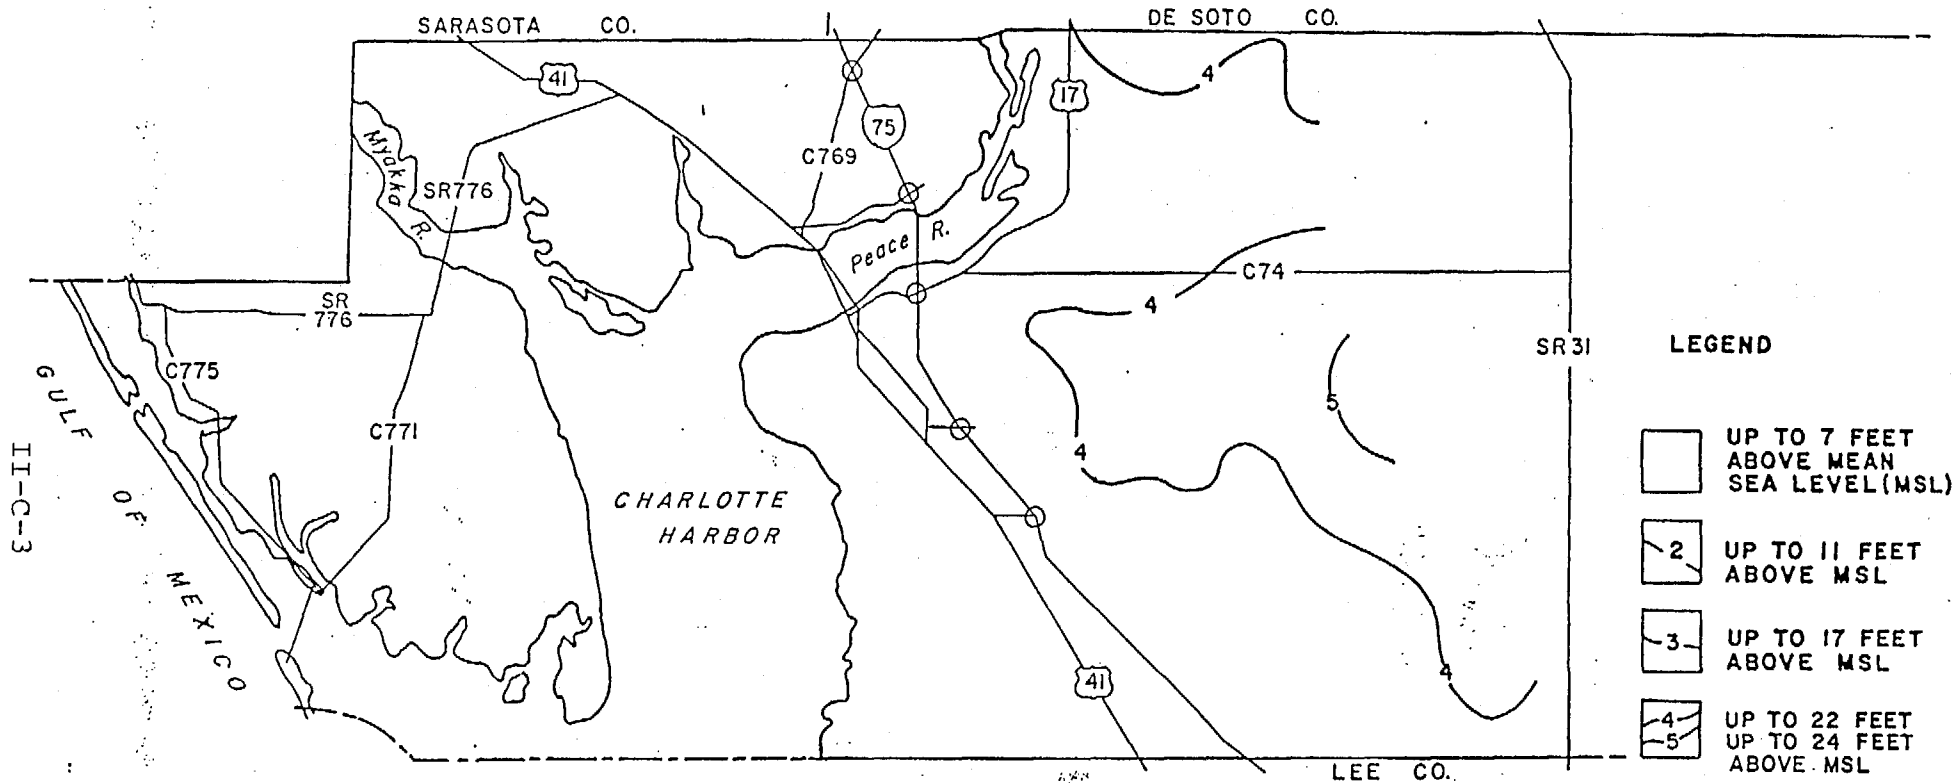 SARASOTA CO.
DE SOTO CO.
41
17
4
75
Myakka
R.
C769
SR776
Peace R.
C74
4
SR
776
SR 31
C775
GULF
OF
MEXICO
C771
5
4
CHARLOTTE
HARBOR
4
41
LEE CO.
LEGEND
UP TO 7 FEET
ABOVE MEAN
SEA LEVEL (MSL)
2
UP TO 11 FEET
ABOVE MSL
3
UP TO 17 FEET
ABOVE MSL
4
UP TO 22 FEET
5
UP TO 24 FEET
ABOVE MSL
II-C-3